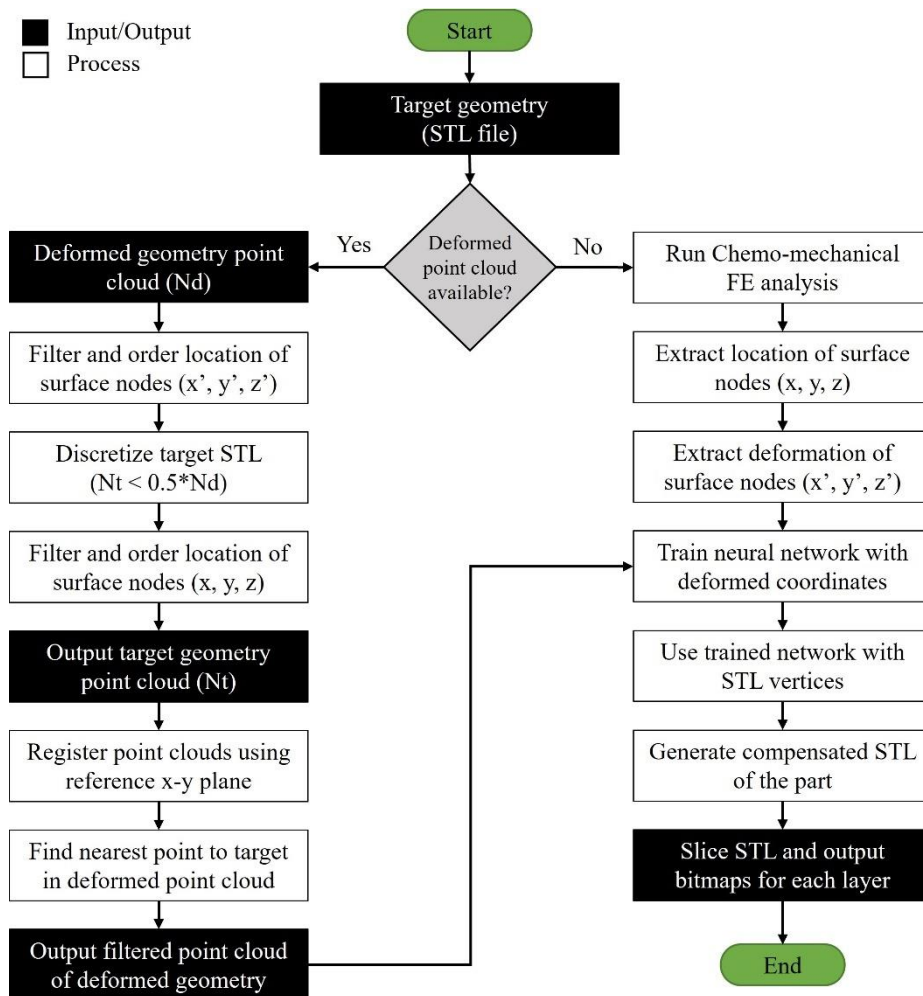 Input/Output
Process
Start
Target geometry
(STL file)
Deformed
point cloud
available?
Yes
No
Deformed geometry point
cloud (Nd)
Filter and order location of
surface nodes (x’, y’, z’)
Discretize target STL
(Nt < 0.5*Nd)
Filter and order location of
surface nodes (x, y, z)
Output target geometry
point cloud (Nt)
Register point clouds using
reference x-y plane
Find nearest point to target
in deformed point cloud
Output filtered point cloud
of deformed geometry
Run Chemo-mechanical
FE analysis
Extract location of surface
nodes (x, y, z)
Extract deformation of
surface nodes (x’, y’, z’)
Train neural network with
deformed coordinates
Use trained network with
STL vertices
Generate compensated STL
of the part
Slice STL and output
bitmaps for each layer
End